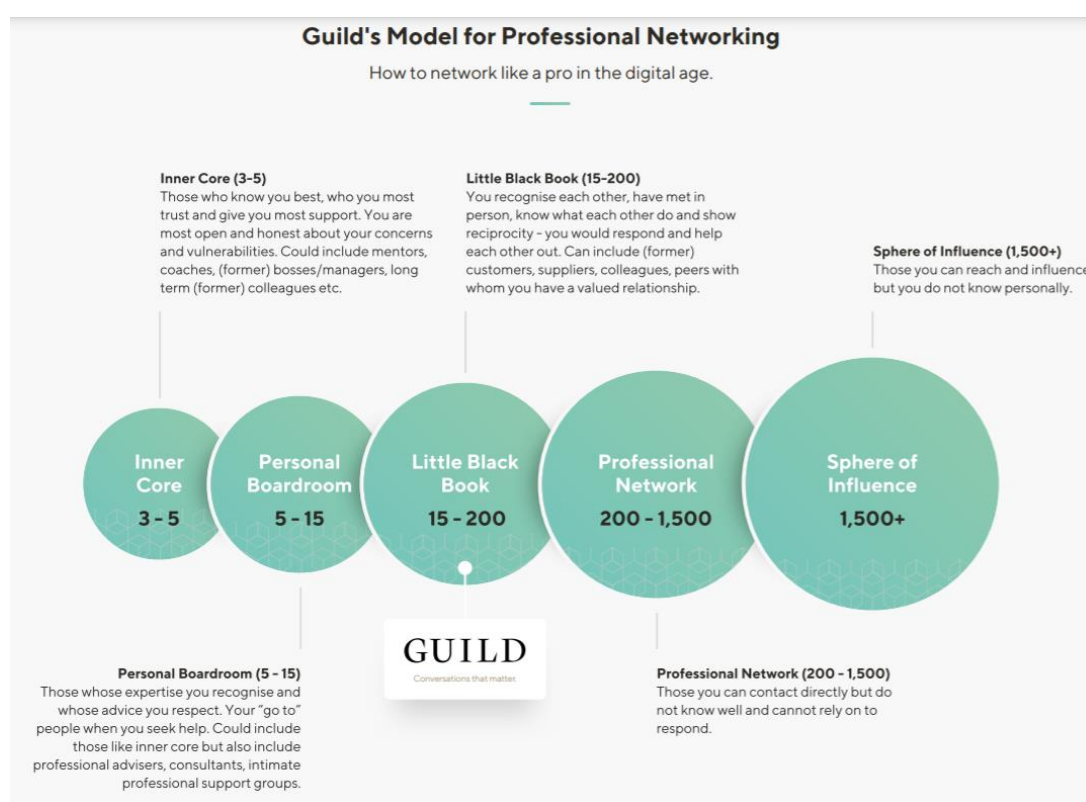 Guild's Model for Professional Networking
How to network like a pro in the digital age.
Inner Core (3-5)
Those who know you best, who you most
trust and give you most support. You are
most open and honest about your concerns
and vulnerabilities. Could include mentors,
coaches, (former) bosses/managers, long
term (former) colleagues etc.
Little Black Book (15-200)
You recognise each other, have met in
person, know what each other do and show
reciprocity - you would respond and help
each other out. Can include (former)
customers, suppliers, colleagues, peers with
whom you have a valued relationship.
Sphere of Influence (1,500+)
Those you can reach and influence
but you do not know personally.
Inner
Core
3 - 5
Personal
Boardroom
5 - 15
Little Black
Book
15 - 200
Professional
Network
200 - 1,500
Sphere of
Influence
1,500+
GUILD
Conversations that matter.
Personal Boardroom (5 - 15)
Those whose expertise you recognise and
whose advice you respect. Your “go to”
people when you seek help. Could include
those like inner core but also include
professional advisers, consultants, intimate
professional support groups.
Professional Network (200 - 1,500)
Those you can contact directly but do
not know well and cannot rely on to
respond.